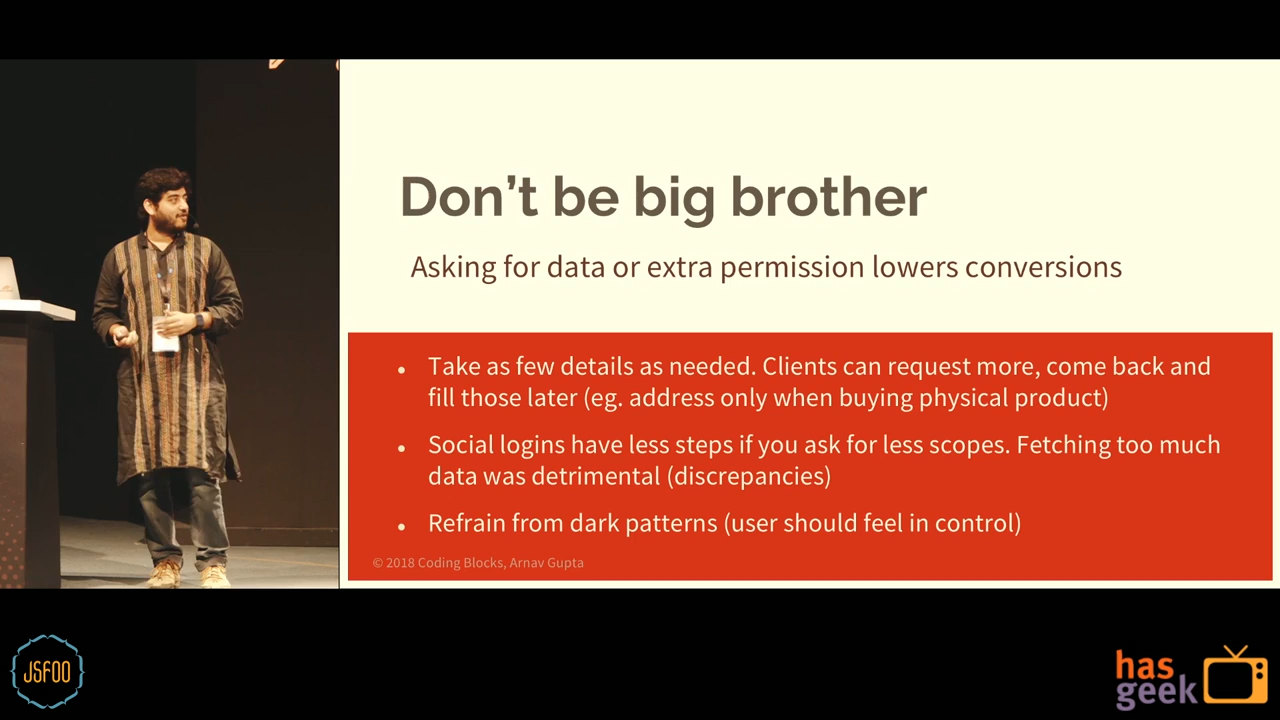 Don’t be big brother
Asking for data or extra permission lowers conversions
Take as few details as needed. Clients can request more, come back and
fill those later (eg. address only when buying physical product)
Social logins have less steps if you ask for less scopes. Fetching too much
data was detrimental (discrepancies)
Refrain from dark patterns (user should feel in control)
© 2018 Coding Blocks, Arnav Gupta
JSFOO
has
geek